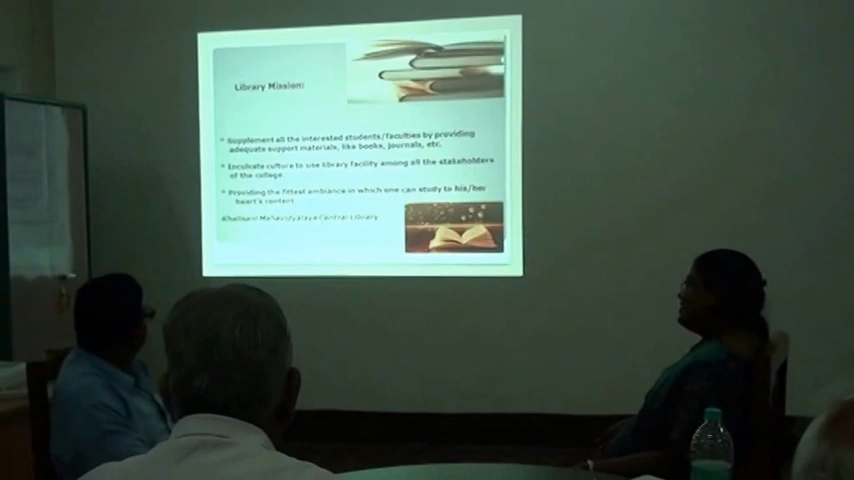 Library Mission:
* Supplement all the interested students/faculties by providing
adequate support materials, like books, journals, etc.
* Enculcate culture to use library facility among all the stakeholders
of the college.
* Providing the fittest ambiance in which one can study to his/her
heart's content
Khalisani Mahavidyalaya Central Library